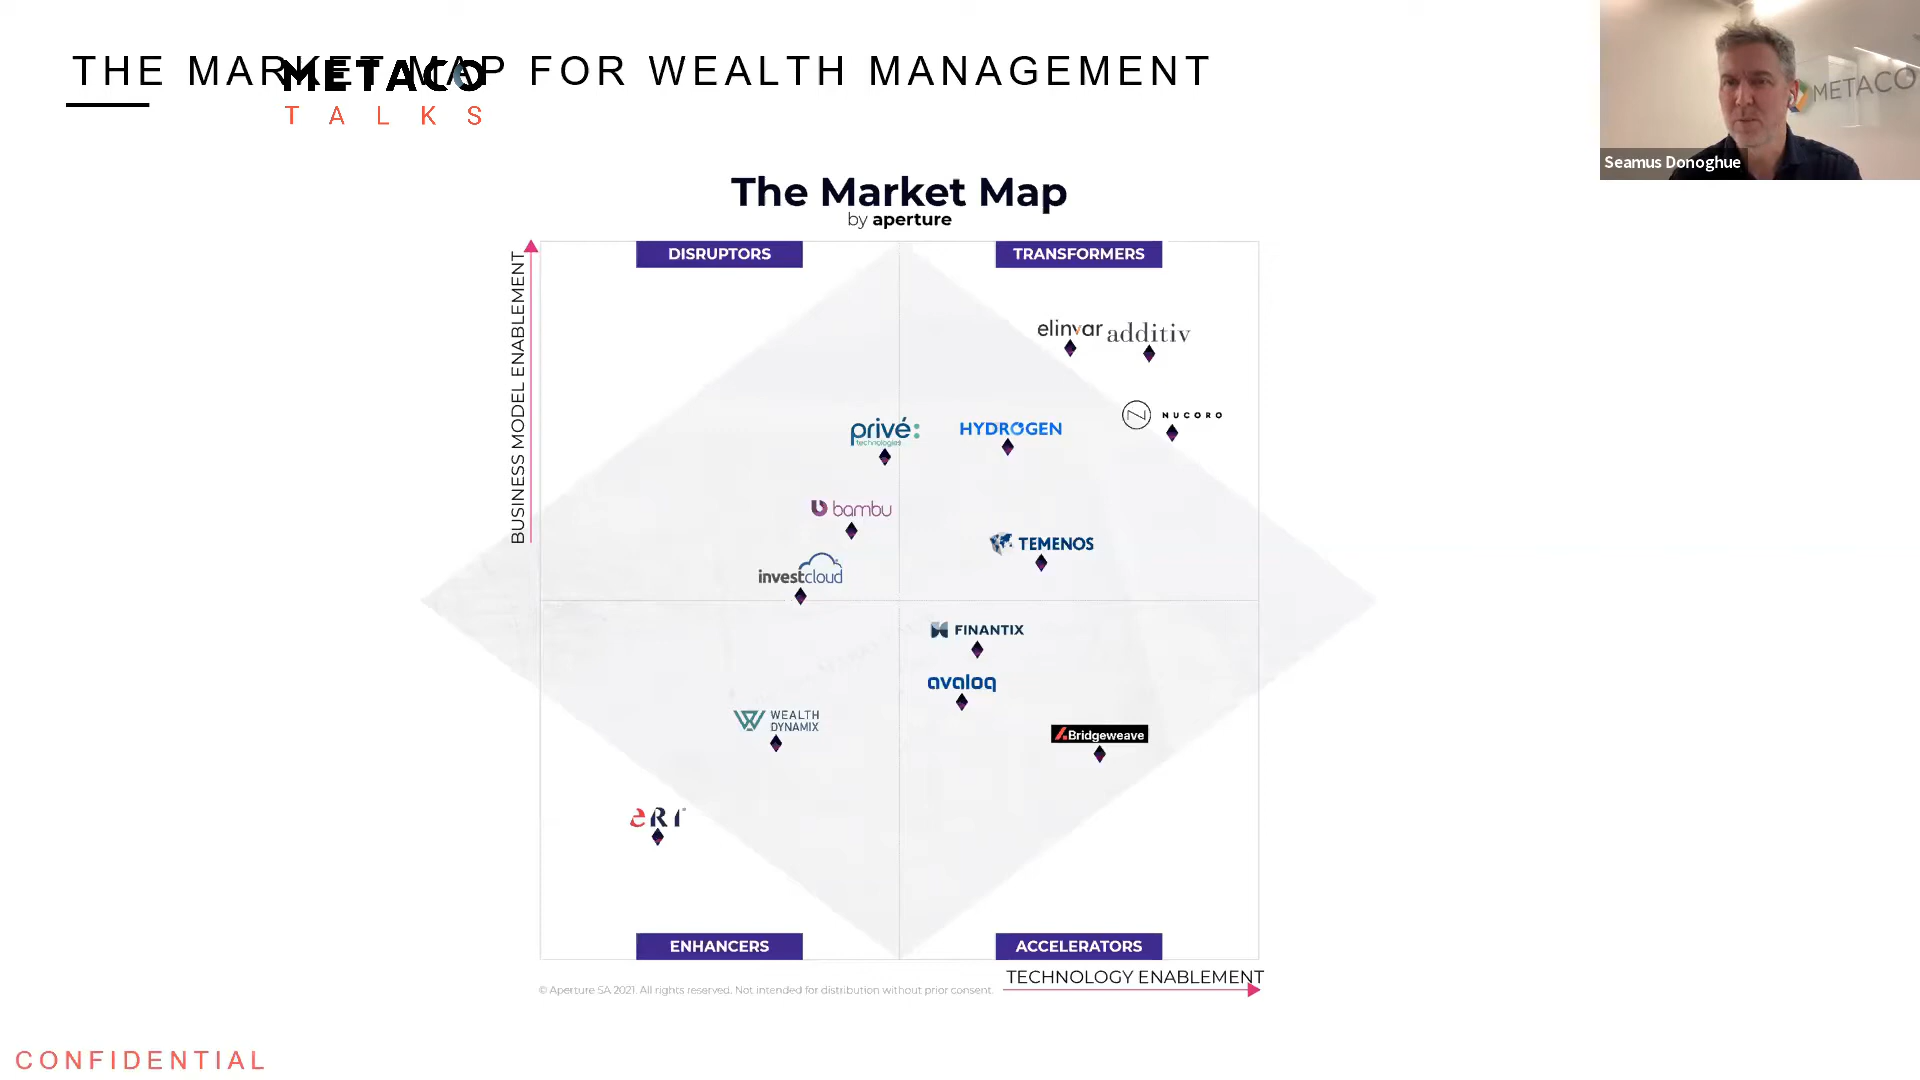 THE MARKET MAP FOR WEALTH MANAGEMENT
METACO
TALKS
METACO
Seamus Donoghue
The Market Map
by aperture
DISRUPTORS
TRANSFORMERS
BUSINESS MODEL ENABLEMENT
elinvar
additiv
NUCORO
privé:
technologies
HYDROGEN
bambu
TEMENOS
investcloud
FINANTIX
avaloq
WEALTH
DYNAMIX
Bridgeweave
eRI
ENHANCERS
ACCELERATORS
TECHNOLOGY ENABLEMENT
© Aperture SA 2021. All rights reserved. Not intended for distribution without prior consent.
CONFIDENTIAL